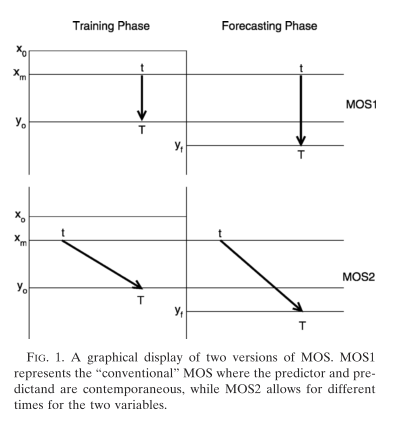 Training Phase Forecasting Phase
x0
xm t t
MOS1
yo
T
yf T
xo
xm t t
MOS2
yo
T
yf T
FIG. 1. A graphical display of two versions of MOS. MOS1
represents the “conventional” MOS where the predictor and pre-
dictand are contemporaneous, while MOS2 allows for different
times for the two variables.